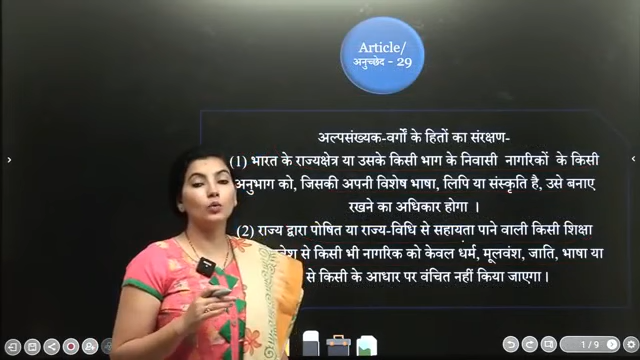 Article/
अनुच्छेद - 29
अल्पसंख्यक-वर्गों के हितों का संरक्षण-
(1) भारत के राज्यक्षेत्र या उसके किसी भाग के निवासी नागरिकों के किसी
अनुभाग को, जिसकी अपनी विशेष भाषा, लिपि या संस्कृति है, उसे बनाए
रखने का अधिकार होगा ।
(2) राज्य द्वारा पोषित या राज्य-विधि से सहायता पाने वाली किसी शिक्षा
से किसी भी नागरिक को केवल धर्म, मूलवंश, जाति, भाषा या
से किसी के आधार पर वंचित नहीं किया जाएगा ।
1 / 9